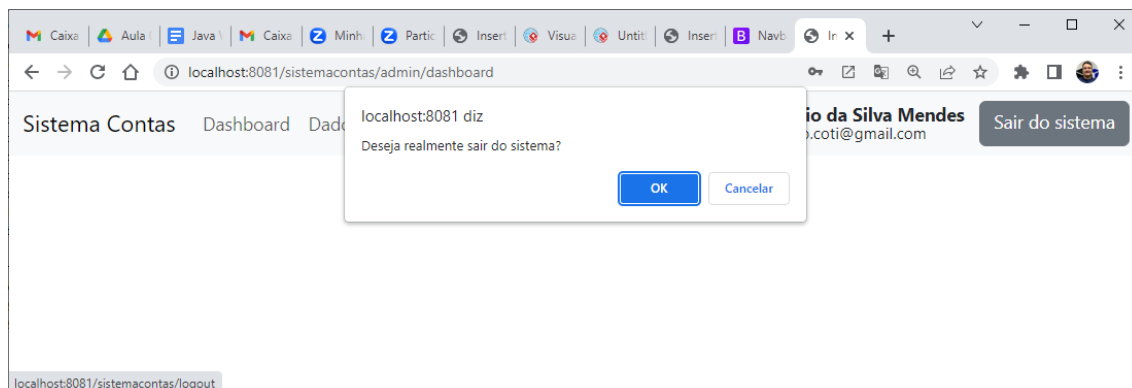 Caixa Aula Java \ Caixa Minh Partic Insert Visua Untit Insert Navb In
localhost:8081/sistemacontas/admin/dashboard
localhost:8081 diz
Deseja realmente sair do sistema?
OK Cancelar
Sistema Contas Dashboard Dado io da Silva Mendes Sair do sistema
o.coti@gmail.com
localhost:8081/sistemacontas/logout